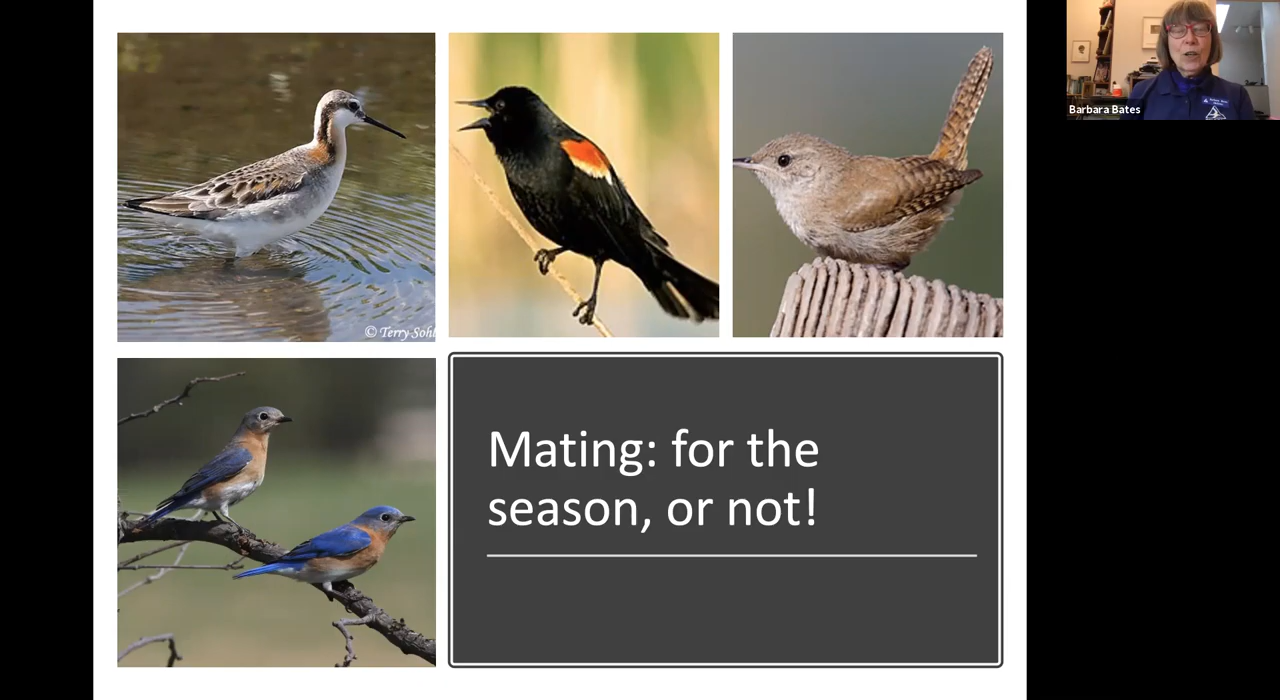 © Terry Sohl
Barbara Bates
Mating: for the
season, or not!